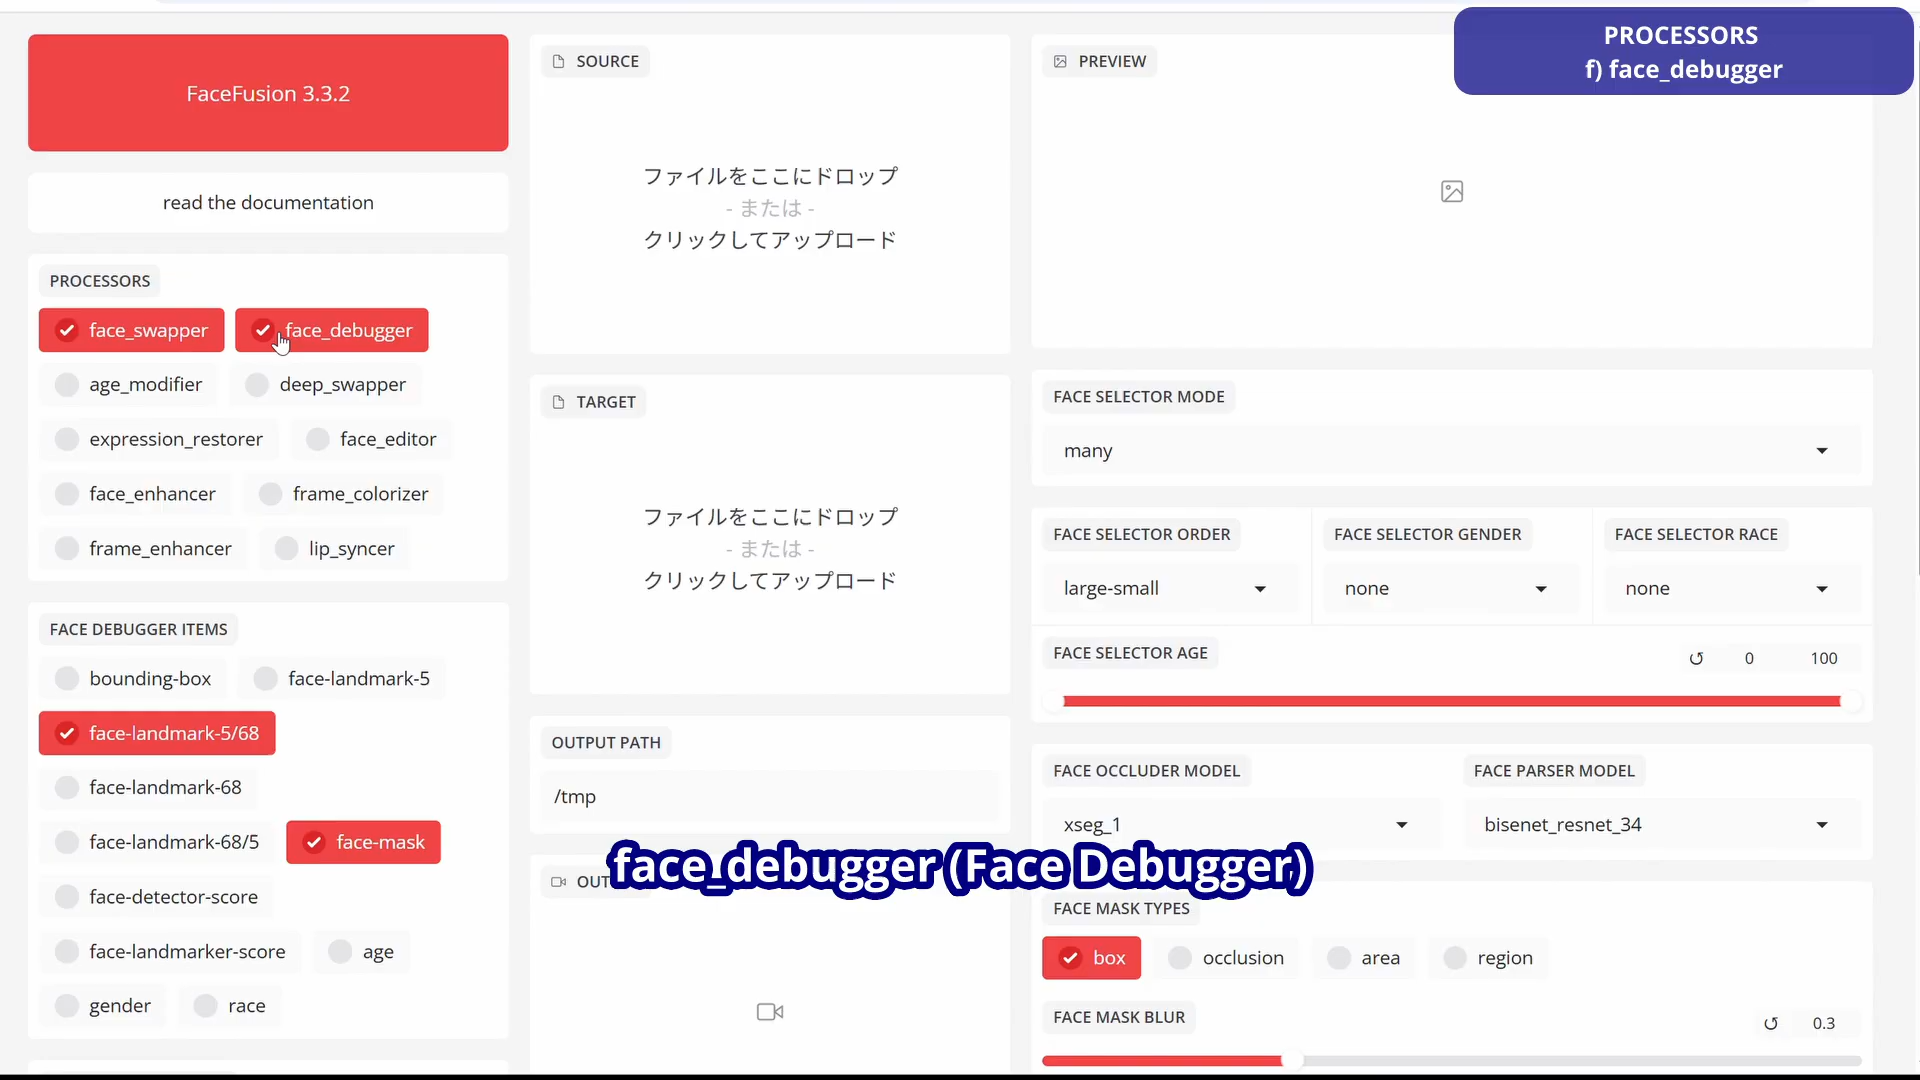 PROCESSORS
f) face_debugger
FaceFusion 3.3.2
read the documentation
PROCESSORS
face_swapper
face_debugger
age_modifier
deep_swapper
expression_restorer
face_editor
face_enhancer
frame_colorizer
frame_enhancer
lip_syncer
FACE DEBUGGER ITEMS
bounding-box
face-landmark-5
face-landmark-5/68
face-landmark-68
face-landmark-68/5
face-mask
face-detector-score
face-landmarker-score
age
gender
race
SOURCE
ファイルをここにドロップ
- または -
クリックしてアップロード
TARGET
ファイルをここにドロップ
- または -
クリックしてアップロード
OUTPUT PATH
/tmp
OUT
face_debugger (Face Debugger)
PREVIEW
FACE SELECTOR MODE
many
FACE SELECTOR ORDER
large-small
FACE SELECTOR GENDER
none
FACE SELECTOR RACE
none
FACE SELECTOR AGE
↺ 0 100
FACE OCCLUDER MODEL
xseg_1
FACE PARSER MODEL
bisenet_resnet_34
FACE MASK TYPES
box
occlusion
area
region
FACE MASK BLUR
↺ 0.3